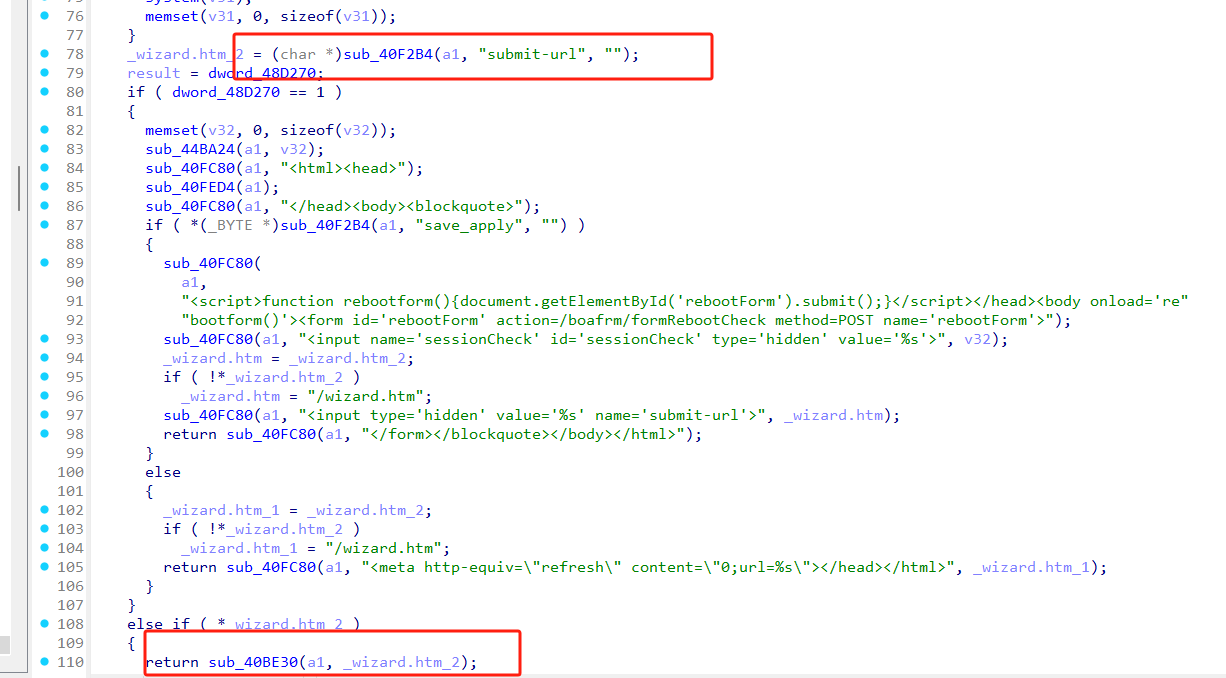 76 memset(v31, 0, sizeof(v31));
77 }
78 _wizard.htm_2 = (char *)sub_40F2B4(a1, "submit-url", "");
79 result = dword_48D270;
80 if ( dword_48D270 == 1 )
81 {
82 memset(v32, 0, sizeof(v32));
83 sub_44BA24(a1, v32);
84 sub_40FC80(a1, "<html><head>");
85 sub_40FED4(a1);
86 sub_40FC80(a1, "</head><body><blockquote>");
87 if ( *(_BYTE *)sub_40F2B4(a1, "save_apply", "") )
88 {
89 sub_40FC80(
90 a1,
91 "<script>function rebootform(){document.getElementById('rebootForm').submit();}</script></head><body onload='re"
92 "bootform()'><form id='rebootForm' action=/boafrm/formRebootCheck method=POST name='rebootForm'>");
93 sub_40FC80(a1, "<input name='sessionCheck' id='sessionCheck' type='hidden' value='%s'>", v32);
94 _wizard.htm = _wizard.htm_2;
95 if ( !*_wizard.htm_2 )
96 _wizard.htm = "/wizard.htm";
97 sub_40FC80(a1, "<input type='hidden' value='%s' name='submit-url'>", _wizard.htm);
98 return sub_40FC80(a1, "</form></blockquote></body></html>");
99 }
100 else
101 {
102 _wizard.htm_1 = _wizard.htm_2;
103 if ( !*_wizard.htm_2 )
104 _wizard.htm_1 = "/wizard.htm";
105 return sub_40FC80(a1, "<meta http-equiv=\"refresh\" content=\"0;url=%s\"></head></html>", _wizard.htm_1);
106 }
107 }
108 else if ( *_wizard.htm_2 )
109 {
110 return sub_40BE30(a1, _wizard.htm_2);